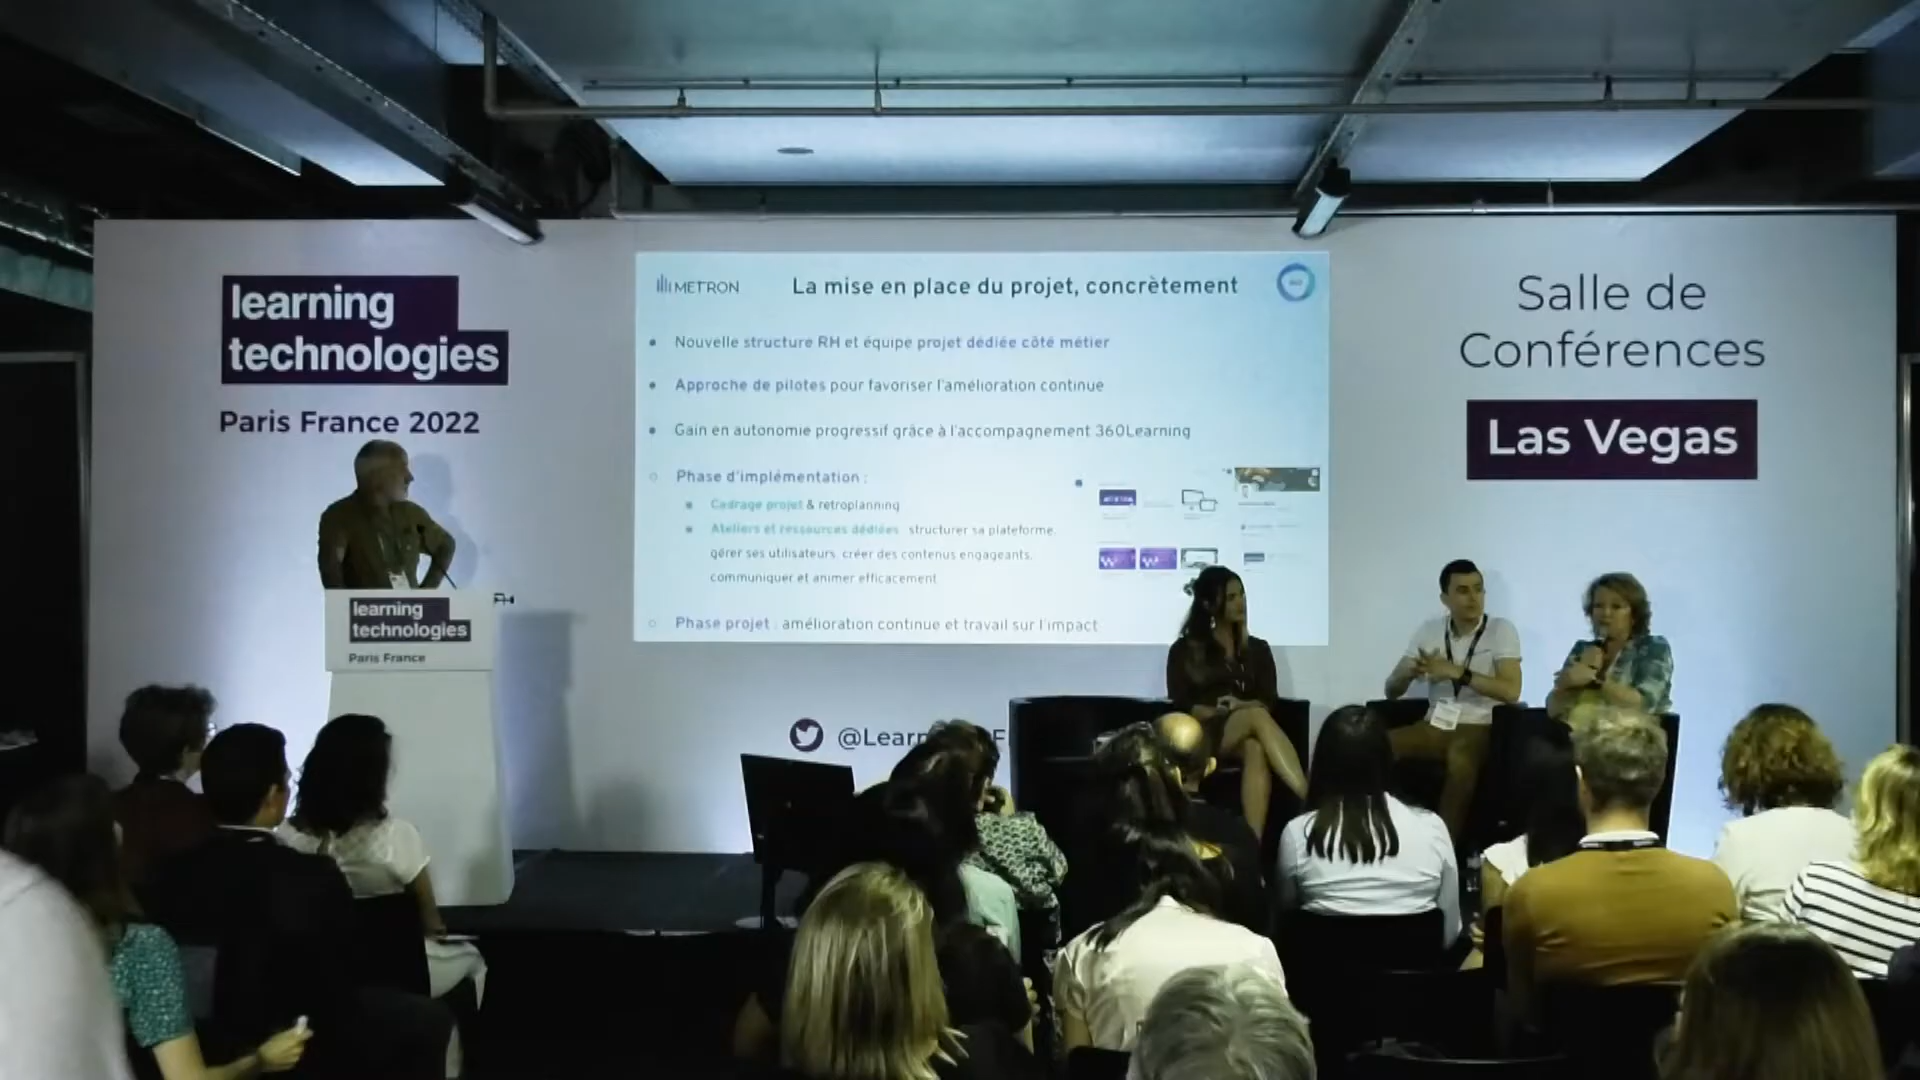 learning
technologies
Paris France 2022
METRON
La mise en place du projet, concrètement
Nouvelle structure RH et équipe projet dédiée côté métier
Approche de pilotes pour favoriser l'amélioration continue
Gain en autonomie progressif grâce à l'accompagnement 360Learning
Phase d'implémentation :
Cadrage projet & retroplanning
Ateliers et ressources dédiées : structurer sa plateforme,
gérer ses utilisateurs, créer des contenus engageants,
communiquer et animer efficacement
Phase projet : amélioration continue et travail sur l'impact
Salle de
Conférences
Las Vegas
learning
technologies
Paris France